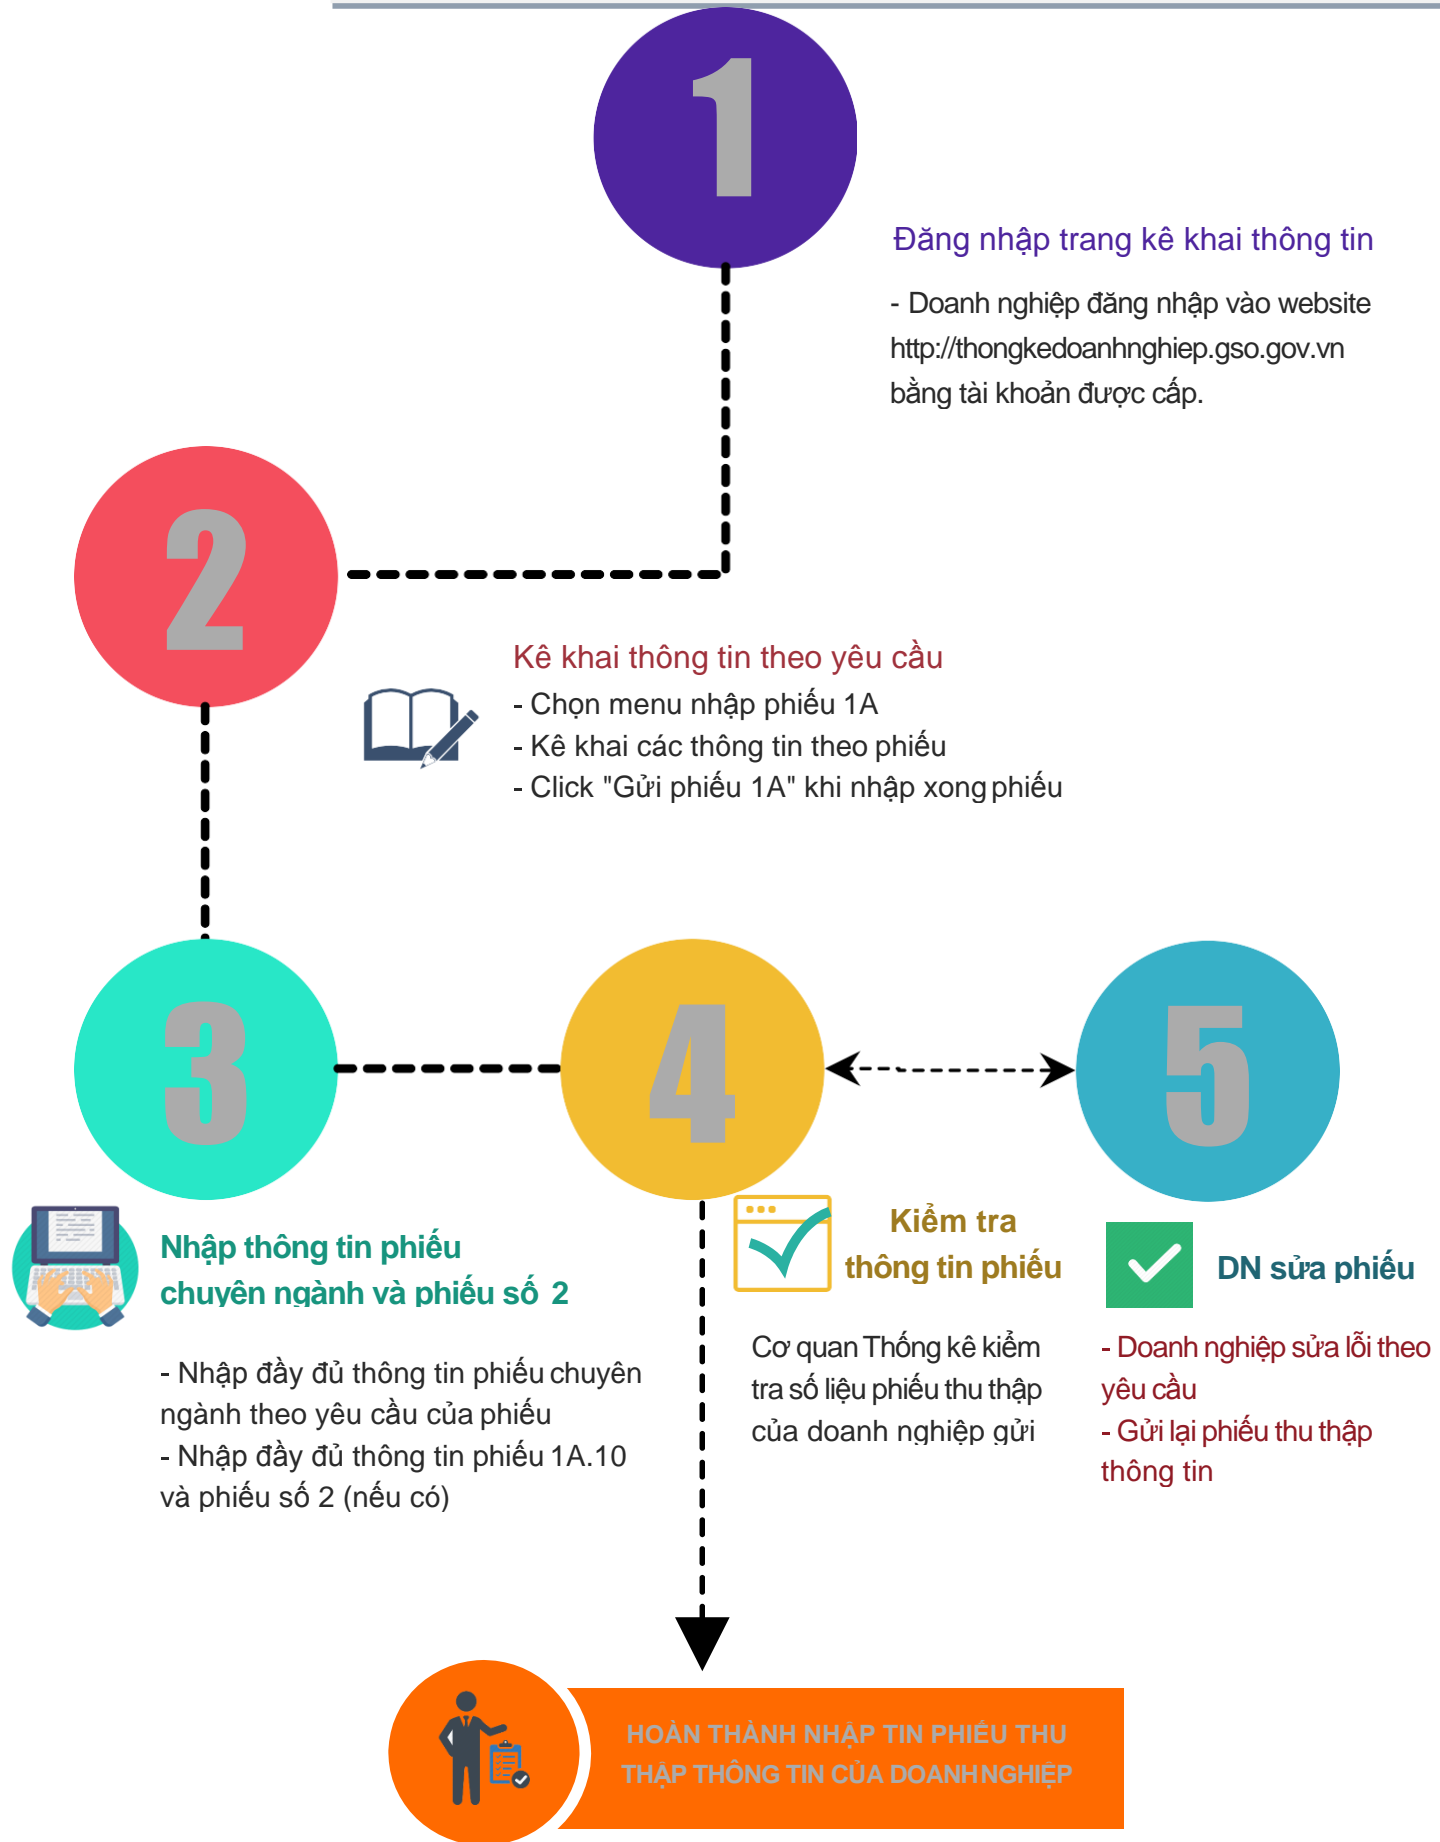 1
Đăng nhập trang kê khai thông tin
- Doanh nghiệp đăng nhập vào website
http://thongkedoanhnghiep.gso.gov.vn
bằng tài khoản được cấp.
2
Kê khai thông tin theo yêu cầu
- Chọn menu nhập phiếu 1A
- Kê khai các thông tin theo phiếu
- Click "Gửi phiếu 1A" khi nhập xong phiếu
3
4
5
Nhập thông tin phiếu
chuyên ngành và phiếu số 2
- Nhập đầy đủ thông tin phiếu chuyên
ngành theo yêu cầu của phiếu
- Nhập đầy đủ thông tin phiếu 1A.10
và phiếu số 2 (nếu có)
Kiểm tra
thông tin phiếu
Cơ quan Thống kê kiểm
tra số liệu phiếu thu thập
của doanh nghiệp gửi
DN sửa phiếu
- Doanh nghiệp sửa lỗi theo
yêu cầu
- Gửi lại phiếu thu thập
thông tin
HOÀN THÀNH NHẬP TIN PHIẾU THU
THẬP THÔNG TIN CỦA DOANH NGHIỆP